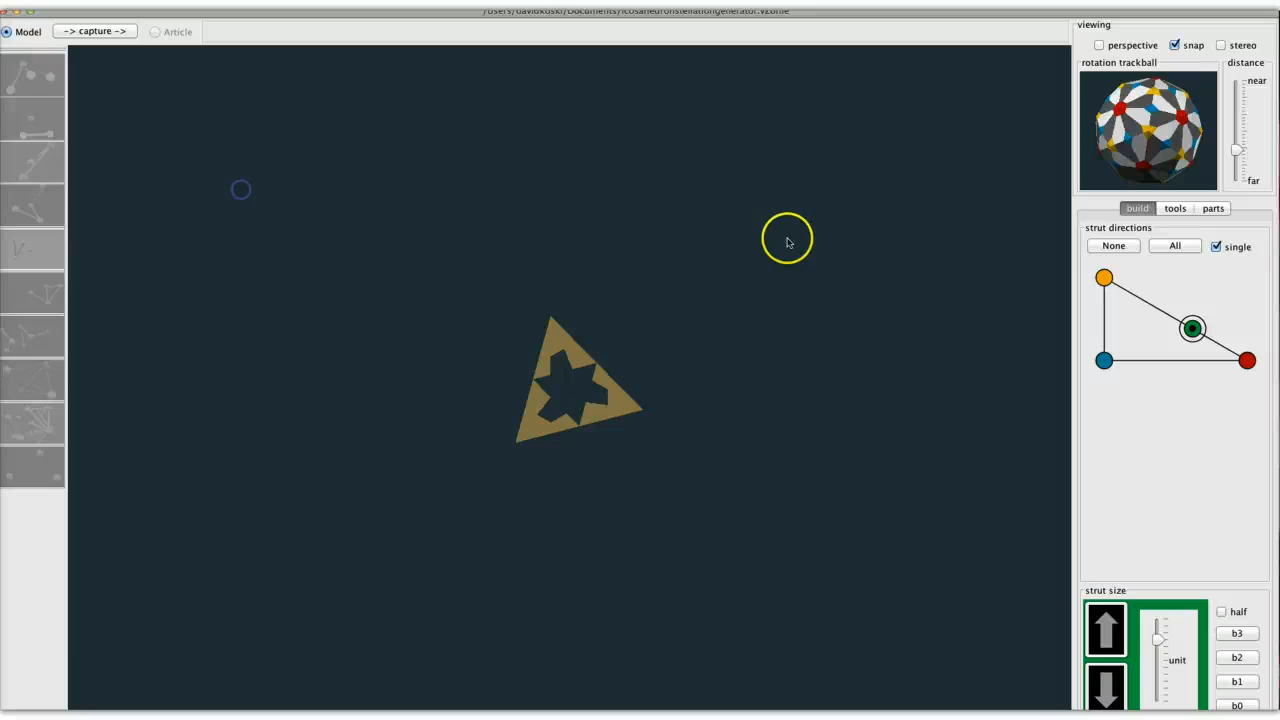 /Users/davidkoski/Documents/icosahedronstellationgenerator.vZome
Model
-> capture ->
Article
viewing
perspective
snap
stereo
rotation trackball
distance
near
far
build
tools
parts
strut directions
None
All
single
strut size
half
b3
unit
b2
b1
b0